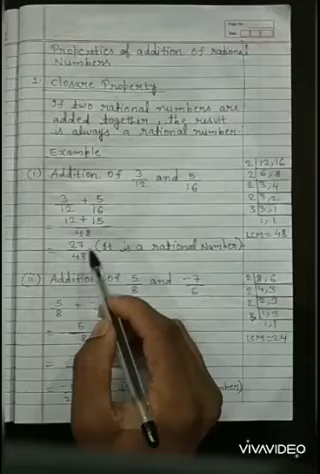 Page No.
Date
Properties of addition of rational
Numbers
1. Closure Property
If two rational numbers are
added together, the result
is always a rational number.
Example
(i) Addition of 3/12 and 5/16
3/12 + 5/16
= 12 + 15 / 48
= 27/48 (It is a rational Number)
2 | 12, 16
2 | 6, 8
2 | 3, 4
2 | 3, 2
3 | 3, 1
1, 1
LCM = 48
(ii) Addition of 5/8 and -7/6
5/8 +
= 5
=
2 | 8, 6
2 | 4, 3
2 | 2, 3
3 | 1, 3
1, 1
LCM = 24
VIVAVIDEO